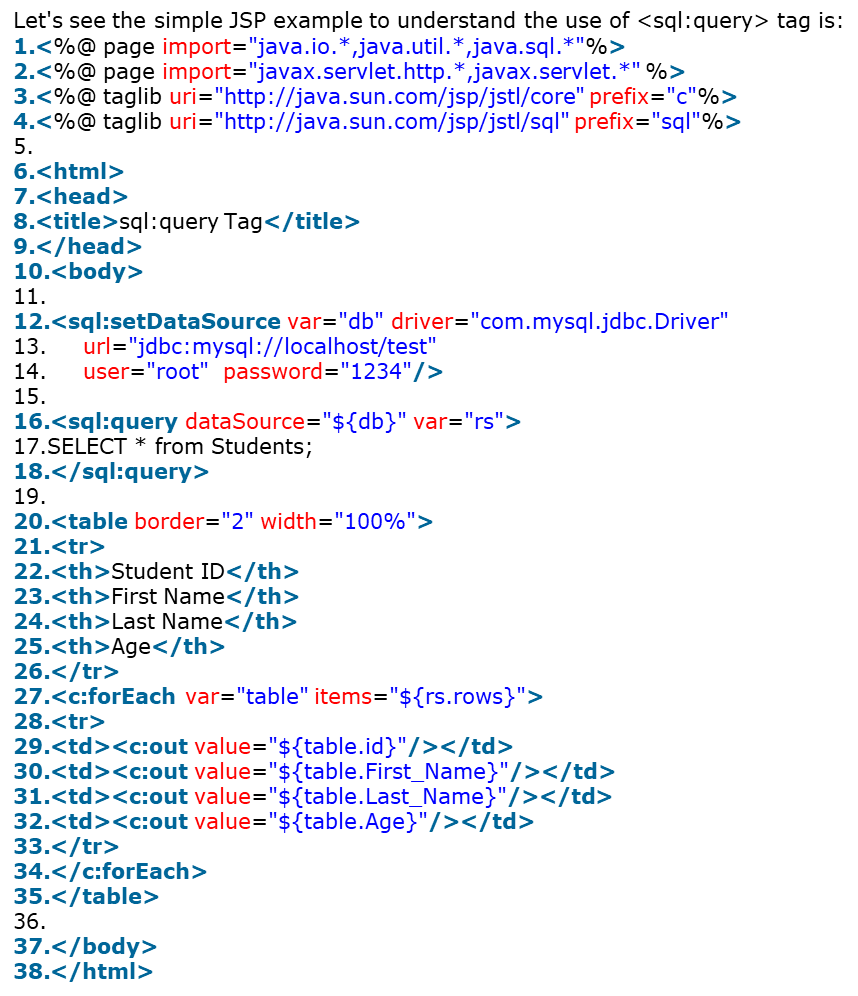 Let's see the simple JSP example to understand the use of <sql:query> tag is:
1.<%@ page import="java.io.*,java.util.*,java.sql.*"%>
2.<%@ page import="javax.servlet.http.*,javax.servlet.*" %>
3.<%@ taglib uri="http://java.sun.com/jsp/jstl/core" prefix="c"%>
4.<%@ taglib uri="http://java.sun.com/jsp/jstl/sql" prefix="sql"%>
5.
6.<html>
7.<head>
8.<title>sql:query Tag</title>
9.</head>
10.<body>
11.
12.<sql:setDataSource var="db" driver="com.mysql.jdbc.Driver"
13.     url="jdbc:mysql://localhost/test"
14.     user="root"  password="1234"/>
15.
16.<sql:query dataSource="${db}" var="rs">
17.SELECT * from Students;
18.</sql:query>
19.
20.<table border="2" width="100%">
21.<tr>
22.<th>Student ID</th>
23.<th>First Name</th>
24.<th>Last Name</th>
25.<th>Age</th>
26.</tr>
27.<c:forEach var="table" items="${rs.rows}">
28.<tr>
29.<td><c:out value="${table.id}"/></td>
30.<td><c:out value="${table.First_Name}"/></td>
31.<td><c:out value="${table.Last_Name}"/></td>
32.<td><c:out value="${table.Age}"/></td>
33.</tr>
34.</c:forEach>
35.</table>
36.
37.</body>
38.</html>